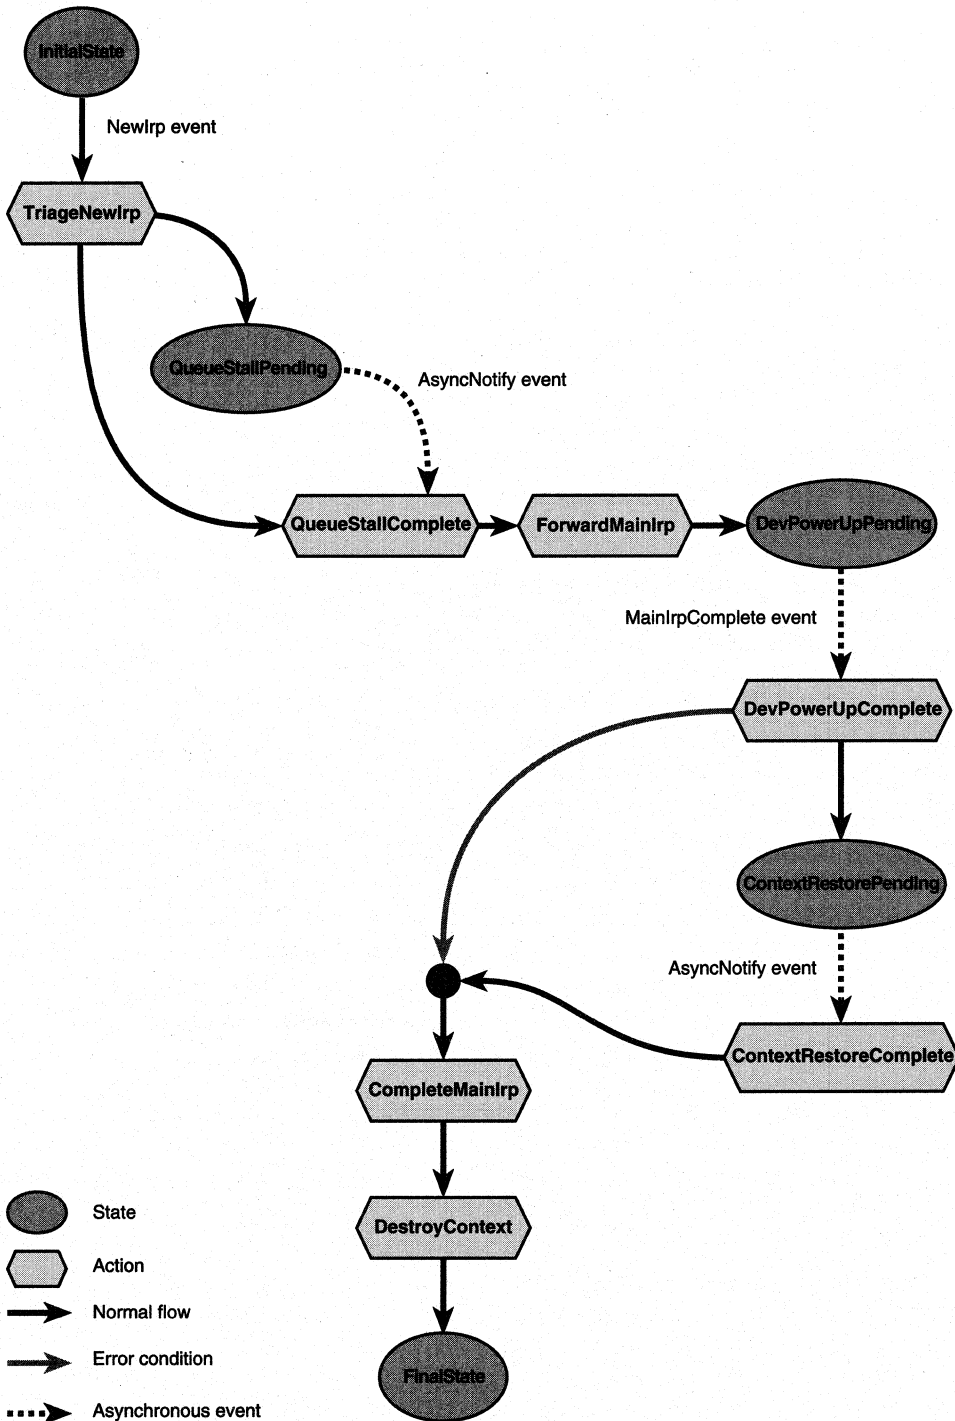 InitialState
NewIrp event
TriageNewIrp
QueueStallPending
AsyncNotify event
QueueStallComplete
ForwardMainIrp
DevPowerUpPending
MainIrpComplete event
DevPowerUpComplete
ContextRestorePending
AsyncNotify event
ContextRestoreComplete
CompleteMainIrp
DestroyContext
FinalState
State
Action
Normal flow
Error condition
Asynchronous event